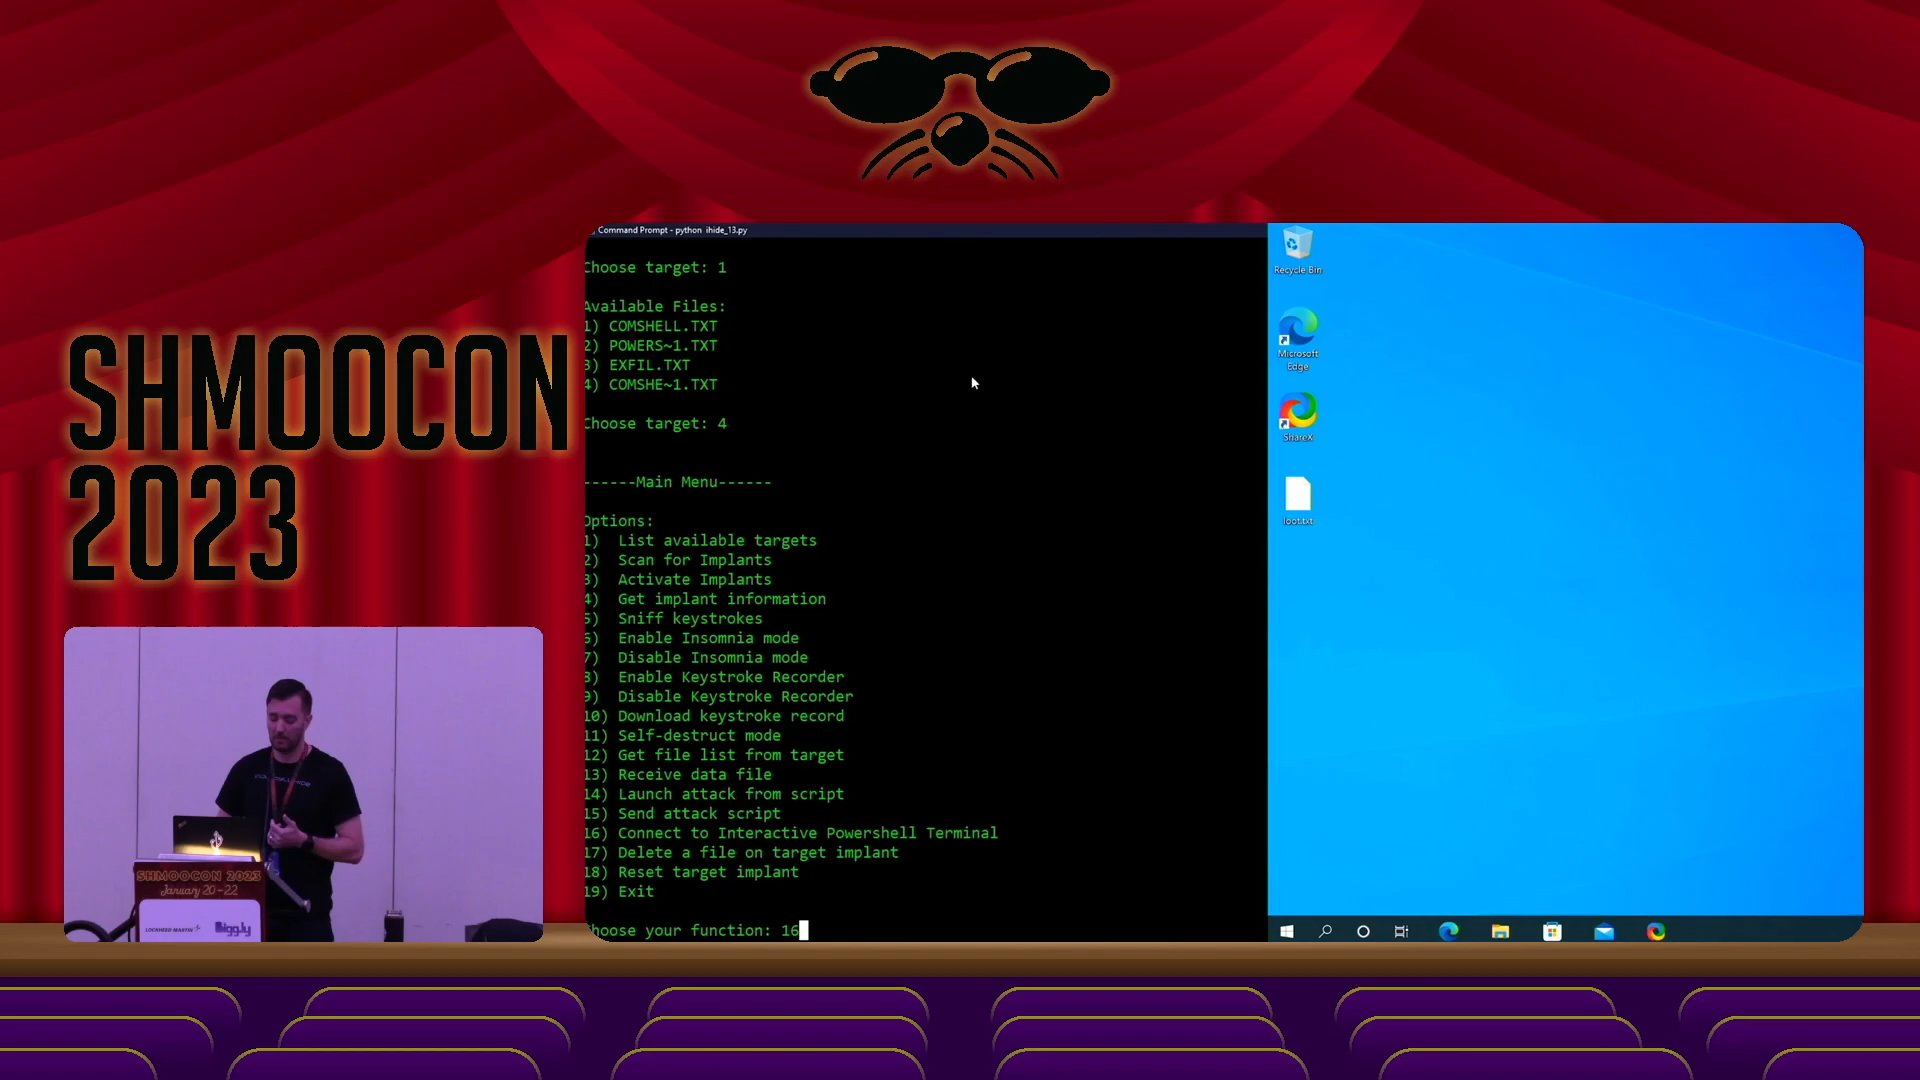 SHMOOCON
2023
Command Prompt - python ihide_13.py
Choose target: 1
Available Files:
1) COMSHELL.TXT
2) POWERS~1.TXT
3) EXFIL.TXT
4) COMSHE~1.TXT
Choose target: 4
------Main Menu------
Options:
1) List available targets
2) Scan for Implants
3) Activate Implants
4) Get implant information
5) Sniff keystrokes
6) Enable Insomnia mode
7) Disable Insomnia mode
8) Enable Keystroke Recorder
9) Disable Keystroke Recorder
10) Download keystroke record
11) Self-destruct mode
12) Get file list from target
13) Receive data file
14) Launch attack from script
15) Send attack script
16) Connect to Interactive Powershell Terminal
17) Delete a file on target implant
18) Reset target implant
19) Exit
Choose your function: 16
Recycle Bin
Microsoft
Edge
ShareX
loot.txt
SHMOOCON 2023
January 20-22
LOCKHEED MARTIN